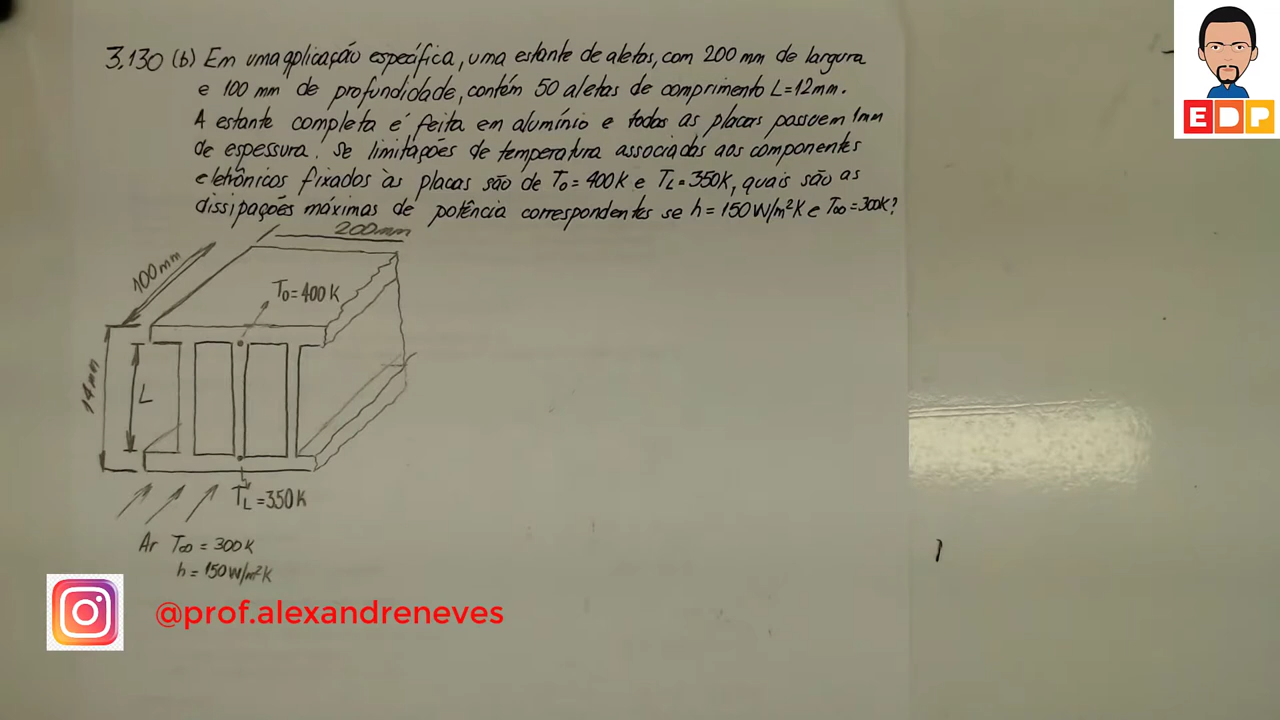 3.130 (b) Em uma aplicação específica, uma estante de aletas, com 200 mm de largura
e 100 mm de profundidade, contém 50 aletas de comprimento L=12mm.
A estante completa é feita em alumínio e todas as placas possuem 1mm
de espessura. Se limitações de temperatura associadas aos componentes
eletrônicos fixados às placas são de To=400K e TL=350K, quais são as
dissipações máximas de potência correspondentes se h=150W/m²K e T∞=300K?
200mm
100mm
To=400K
14mm
L
TL=350K
Ar T∞=300K
h=150W/m²K
@prof.alexandreneves
EDP